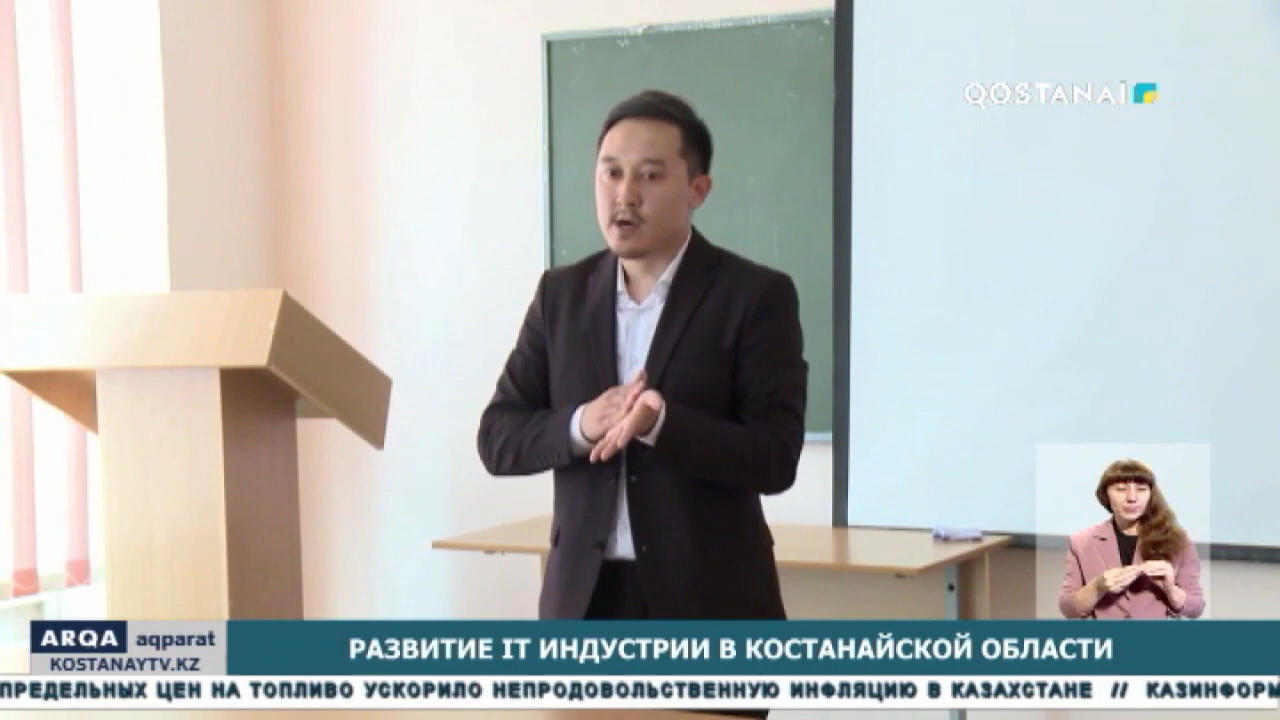 QOSTANAI
ARQA aqparat
KOSTANAYTV.KZ
РАЗВИТИЕ IT ИНДУСТРИИ В КОСТАНАЙСКОЙ ОБЛАСТИ
ПРЕДЕЛЬНЫХ ЦЕН НА ТОПЛИВО УСКОРИЛО НЕПРОДОВОЛЬСТВЕННУЮ ИНФЛЯЦИЮ В КАЗАХСТАНЕ // КАЗИНФОРМ